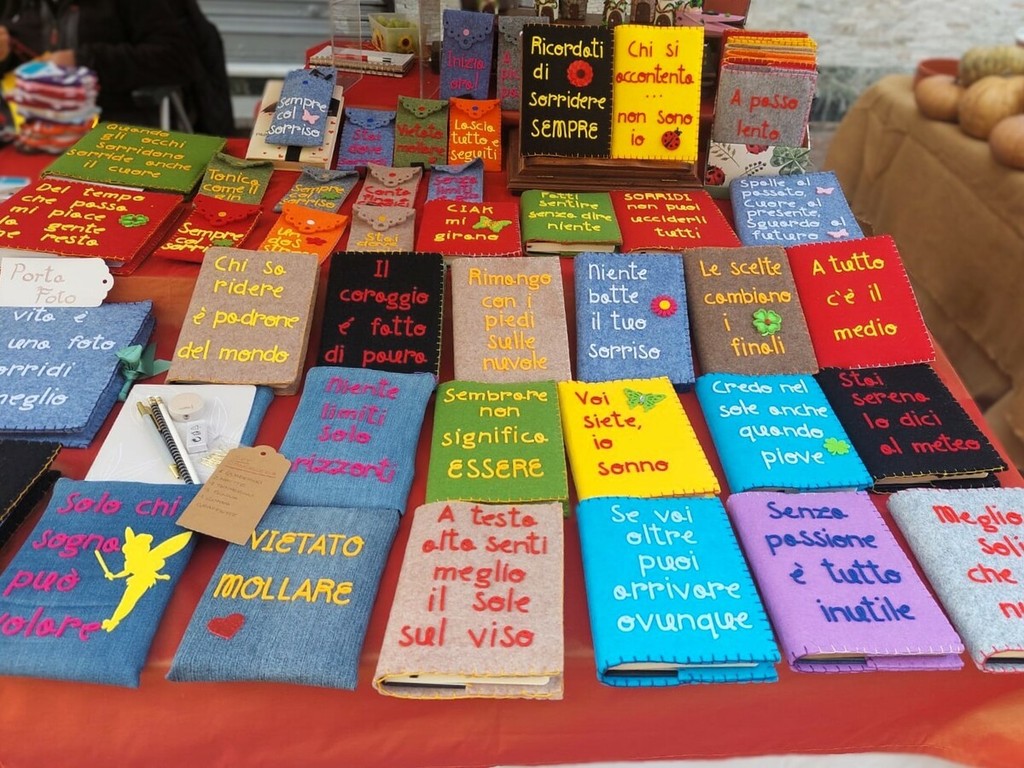 Ricordati
di
sorridere
SEMPRE
Chi si
accontenta
...
non sono
io
A passo
lento
Sempre
col
sorriso
Vietato
mollare
Lascia
tutto e
seguiti
Quando
gli occhi
sorridono
sorride anche
il cuore
Del tempo
che passa
mi piace
la gente
che resta
CIAK
mi
girano
Fatti
sentire
senza dire
niente
SORRIDI
non puoi
ucciderli
tutti
Spalle al
passato,
Cuore al
presente,
Sguardo
futuro
Porta
Foto
vita è
una foto
sorridi
meglio
Chi sa
ridere
è padrone
del mondo
Il
coraggio
é fatto
di paura
Rimango
con i
piedi
sulle
nuvole
Niente
batte
il tuo
sorriso
Le scelte
cambiano
i
finali
A tutto
c'è il
medio
Niente
limiti
solo
orizzonti
Sembrare
non
significa
ESSERE
Voi
siete,
io
sonno
Credo nel
sole anche
quando
piove
Stai
serena
lo dici
al meteo
Solo chi
sogna
può
volare
VIETATO
MOLLARE
A testa
alta senti
meglio
il sole
sul viso
Se vai
oltre
puoi
arrivare
ovunque
Senza
passione
è tutto
inutile
Meglio
che